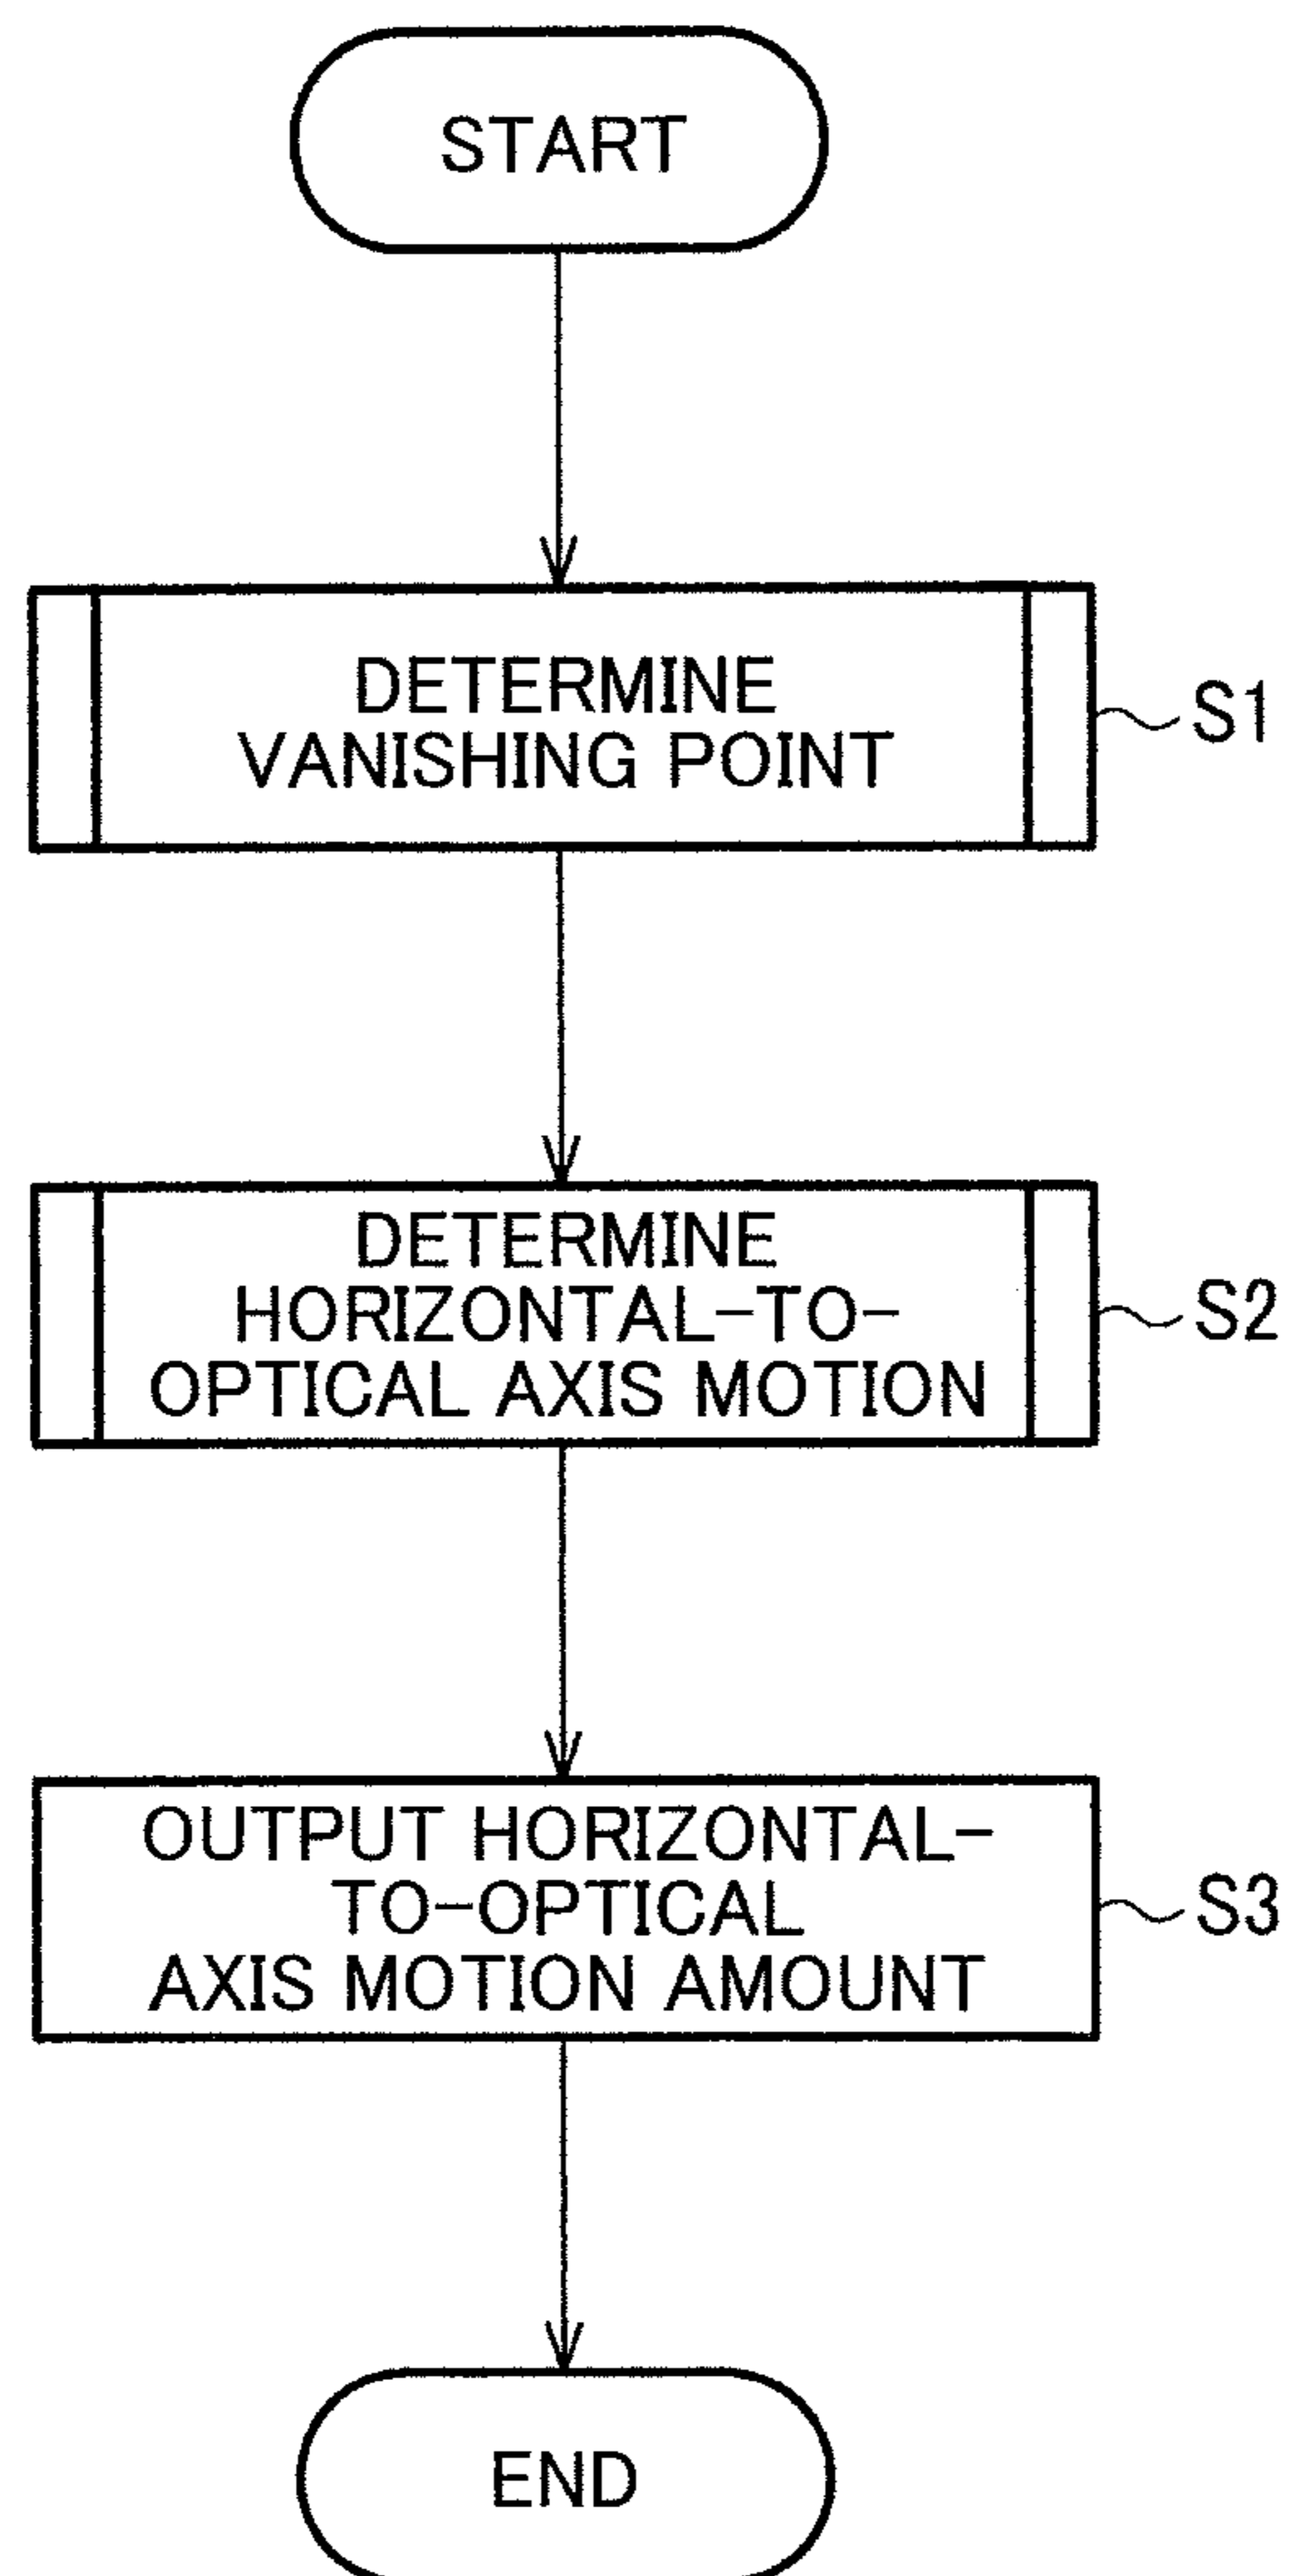 START
DETERMINE
VANISHING POINT
S1
DETERMINE
HORIZONTAL-TO-
OPTICAL AXIS MOTION
S2
OUTPUT HORIZONTAL-
TO-OPTICAL
AXIS MOTION AMOUNT
S3
END